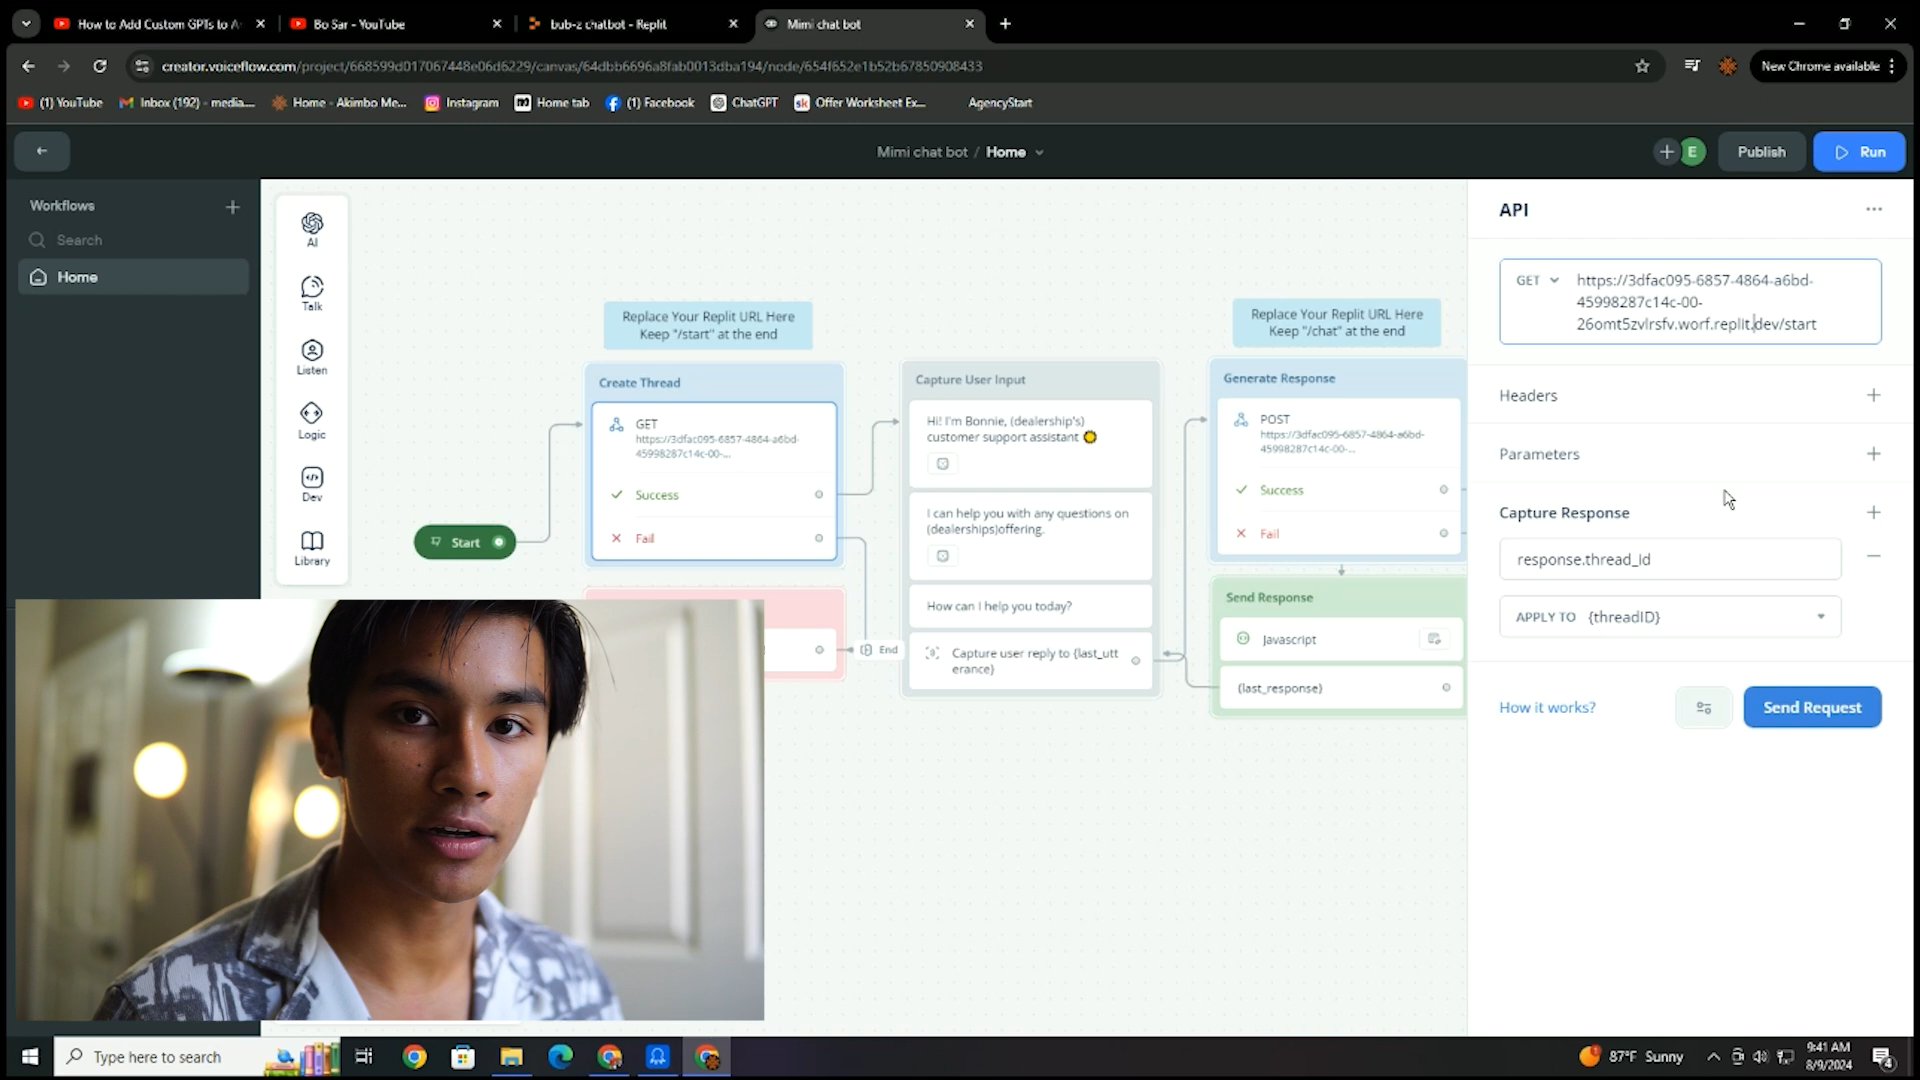 How to Add Custom GPTs to A
Bo Sar - YouTube
bub-z chatbot - Replit
Mimi chat bot
creator.voiceflow.com/project/668599d017067448e06d6229/canvas/64dbb6696a8fab0013dba194/node/654f652e1b52b67850908433
New Chrome available
(1) YouTube
Inbox (192) - media....
Home - Akimbo Me...
Instagram
Home tab
(1) Facebook
ChatGPT
Offer Worksheet Ex...
AgencyStart
Mimi chat bot / Home
E
Publish
Run
Workflows
Search
Home
AI
Talk
Listen
Logic
Dev
Library
Start
Replace Your Replit URL Here
Keep "/start" at the end
Create Thread
GET
https://3dfac095-6857-4864-a6bd-
45998287c14c-00-...
Success
Fail
End
Capture User Input
Hi! I'm Bonnie, (dealership's)
customer support assistant
I can help you with any questions on
(dealerships)offering.
How can I help you today?
Capture user reply to {last_utt
erance}
Replace Your Replit URL Here
Keep "/chat" at the end
Generate Response
POST
https://3dfac095-6857-4864-a6bd-
45998287c14c-00-...
Success
Fail
Send Response
Javascript
{last_response}
API
GET
https://3dfac095-6857-4864-a6bd-
45998287c14c-00-
26omt5zvlrsfv.worf.replit.dev/start
Headers
Parameters
Capture Response
response.thread_id
APPLY TO {threadID}
How it works?
Send Request
Type here to search
87°F Sunny
9:41 AM
8/9/2024
4